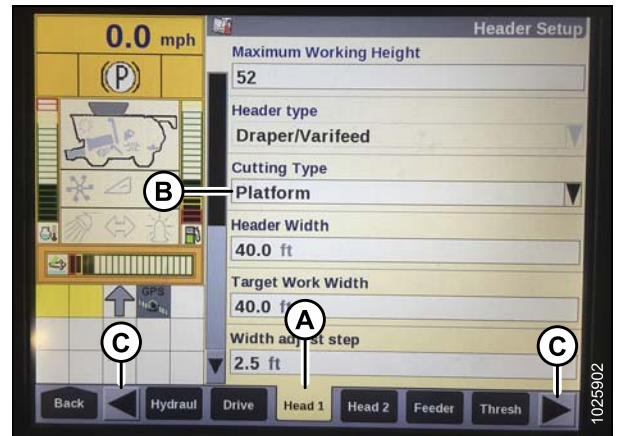 0.0 mph
Header Setup
(P)
Maximum Working Height
52
Header type
Draper/Varifeed
Cutting Type
B
Platform
Header Width
40.0 ft
Target Work Width
40.0 ft
GPS
A
C
C
Width adjust step
2.5 ft
Back
Hydraul
Drive
Head 1
Head 2
Feeder
Thresh
1025902